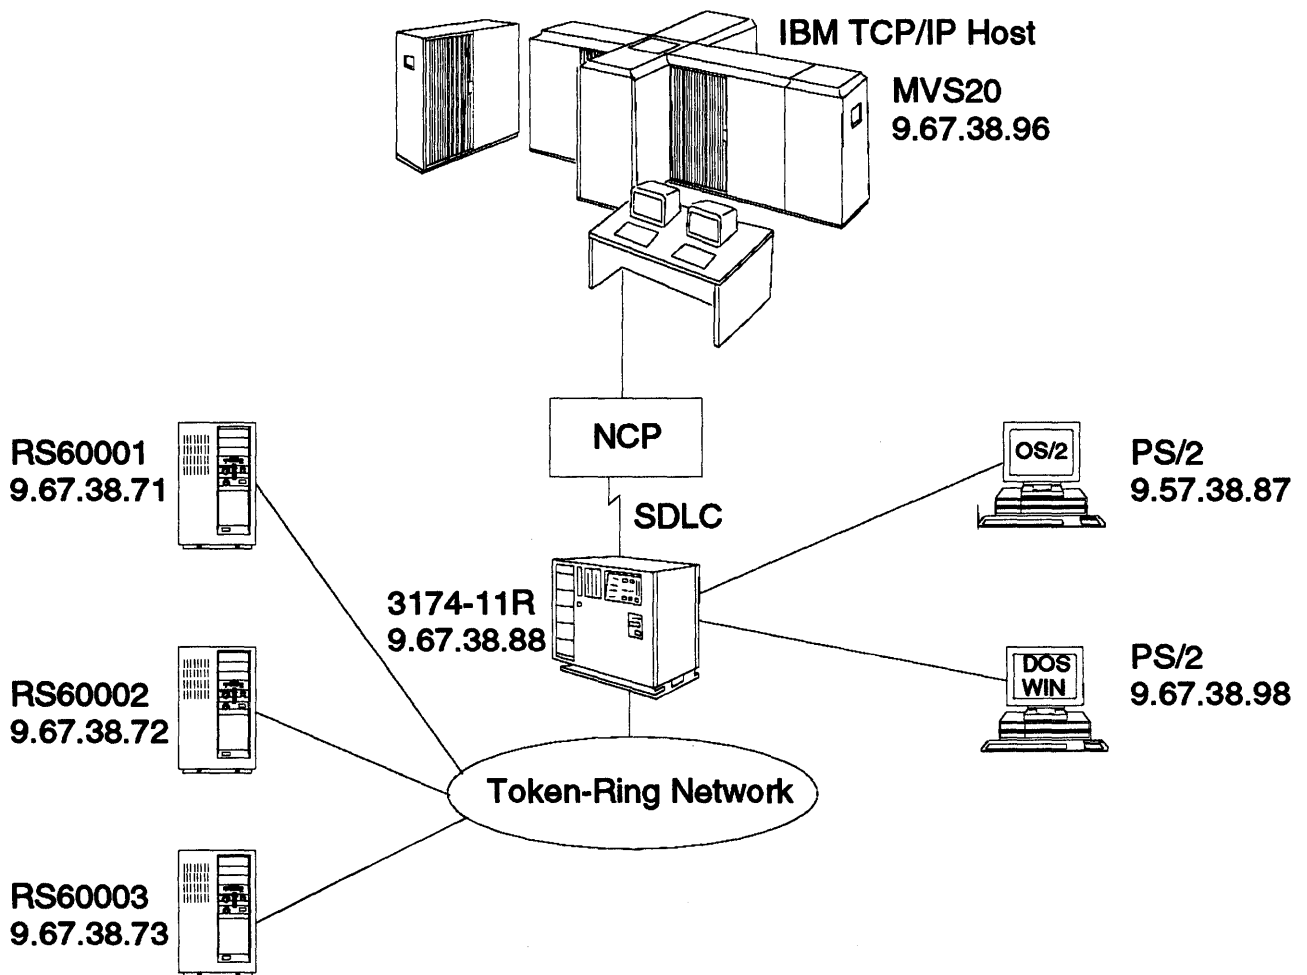 IBM TCP/IP Host
MVS20
9.67.38.96
NCP
SDLC
RS60001
9.67.38.71
OS/2
PS/2
9.57.38.87
3174-11R
9.67.38.88
RS60002
9.67.38.72
DOS
WIN
PS/2
9.67.38.98
Token-Ring Network
RS60003
9.67.38.73